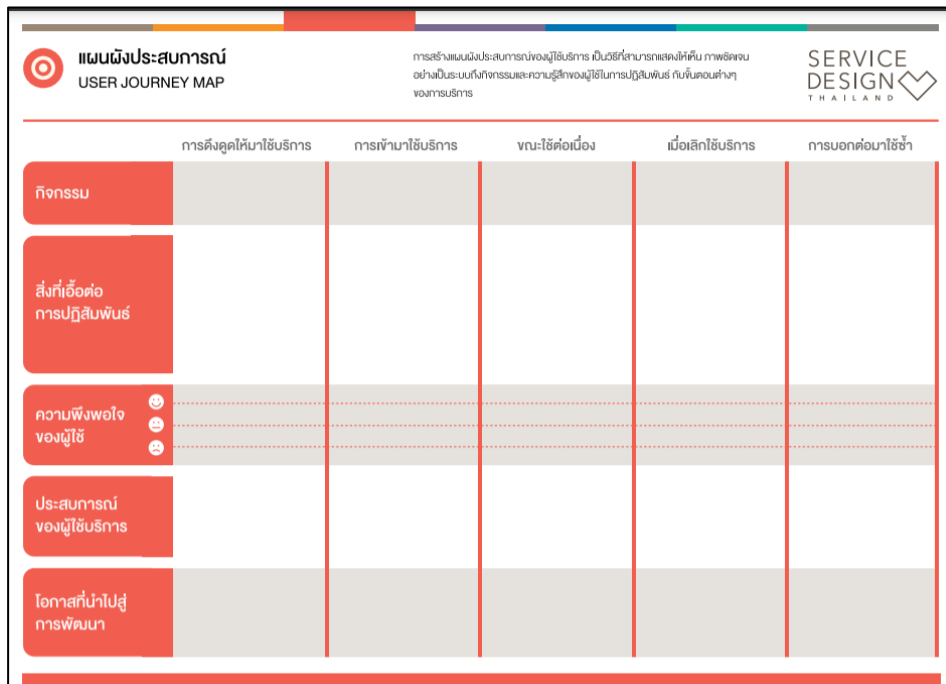 แผนผังประสบการณ์
USER JOURNEY MAP
การสร้างแผนผังประสบการณ์ของผู้ใช้บริการ เป็นวิธีที่สามารถแสดงให้เห็น ภาพชัดเจน
อย่างเป็นระบบถึงกิจกรรมและความรู้สึกของผู้ใช้ในการปฏิสัมพันธ์ กับขั้นตอนต่างๆ
ของการบริการ
SERVICE
DESIGN
THAILAND
การดึงดูดให้มาใช้บริการ
การเข้ามาใช้บริการ
ขณะใช้ต่อเนื่อง
เมื่อเลิกใช้บริการ
การบอกต่อมาใช้ซ้ำ
กิจกรรม
สิ่งที่เอื้อต่อ
การปฏิสัมพันธ์
ความพึงพอใจ
ของผู้ใช้
ประสบการณ์
ของผู้ใช้บริการ
โอกาสที่นำไปสู่
การพัฒนา